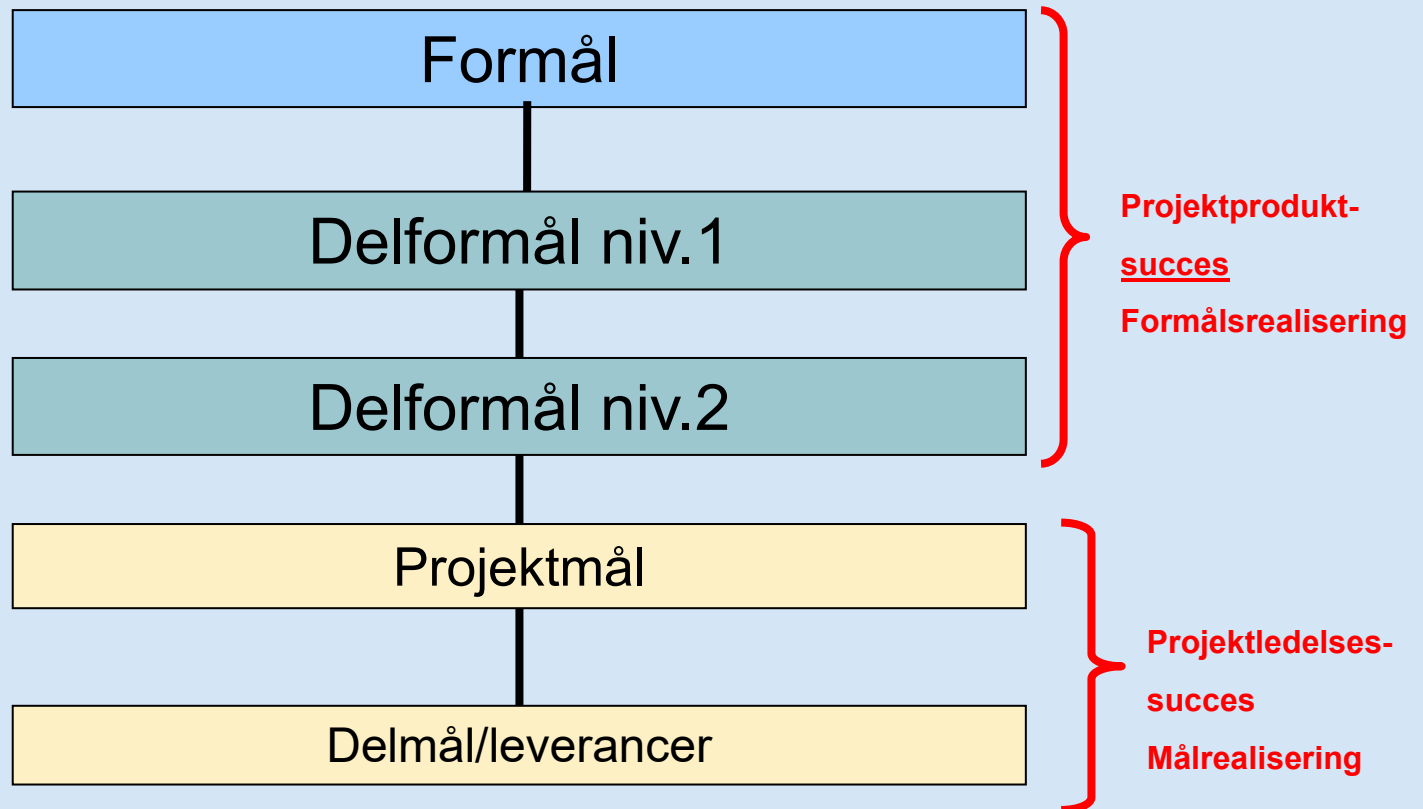 Formål
Delformål niv.1
Projektprodukt-
succes
Formålsrealisering
Delformål niv.2
Projektmål
Delmål/leverancer
Projektledelses-
succes
Målrealisering